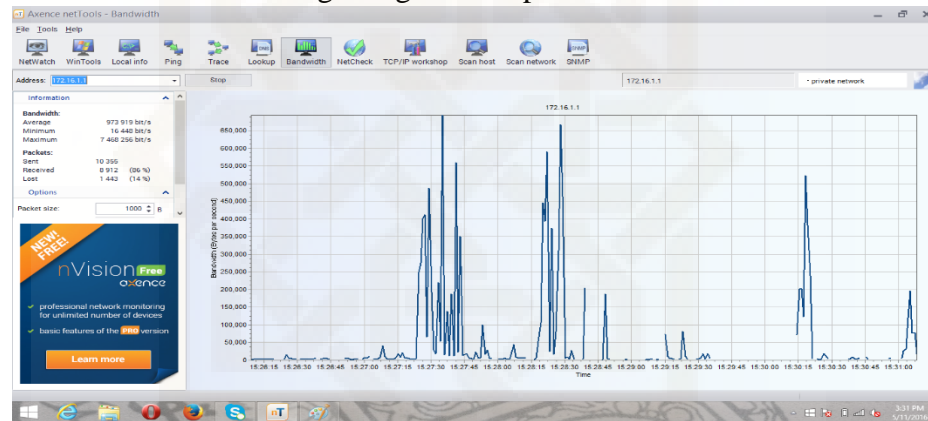 Axence netTools - Bandwidth
File Tools Help
NetWatch WinTools Local info Ping Trace Lookup Bandwidth NetCheck TCP/IP workshop Scan host Scan network SNMP
Address: 172.16.1.1 Stop 172.16.1.1 - private network
Information
Bandwidth:
Average 973 919 bit/s
Minimum 16 448 bit/s
Maximum 7 468 256 bit/s
Packets:
Sent 10 355
Received 8 912 (86 %)
Lost 1 443 (14 %)
Options
Packet size: 1000 B
NEW!
FREE!
nVision Free
axence
professional network monitoring
for unlimited number of devices
basic features of the PRO version
Learn more
172.16.1.1
Bandwidth (Bytes per second)
650,000
600,000
550,000
500,000
450,000
400,000
350,000
300,000
250,000
200,000
150,000
100,000
50,000
0
15:26:15 15:26:30 15:26:45 15:27:00 15:27:15 15:27:30 15:27:45 15:28:00 15:28:15 15:28:30 15:28:45 15:29:00 15:29:15 15:29:30 15:29:45 15:30:00 15:30:15 15:30:30 15:30:45 15:31:00
Time
3:31 PM
5/11/2016